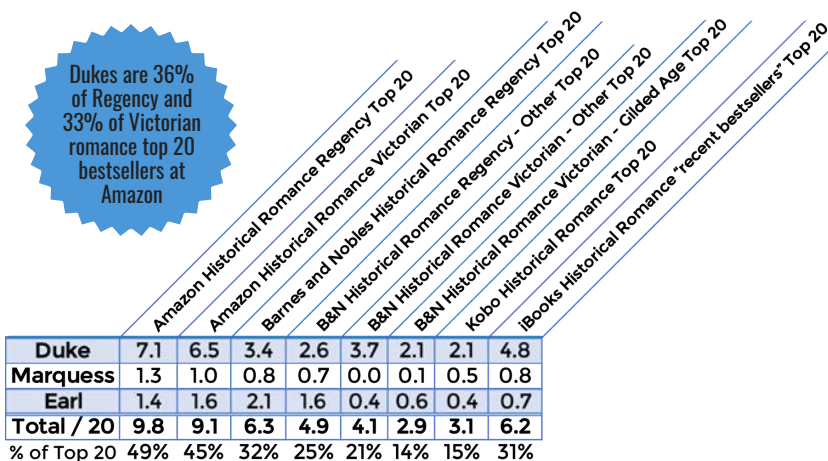 Dukes are 36%
of Regency and
33% of Victorian
romance top 20
bestsellers at
Amazon
Amazon Historical Romance Regency Top 20
Amazon Historical Romance Victorian Top 20
Barnes and Nobles Historical Romance Regency Top 20
B&N Historical Romance Regency - Other Top 20
B&N Historical Romance Victorian - Other Top 20
B&N Historical Romance Victorian - Gilded Age Top 20
Kobo Historical Romance Top 20
iBooks Historical Romance "recent bestsellers" Top 20
Duke 7.1 6.5 3.4 2.6 3.7 2.1 2.1 4.8
Marquess 1.3 1.0 0.8 0.7 0.0 0.1 0.5 0.8
Earl 1.4 1.6 2.1 1.6 0.4 0.6 0.4 0.7
Total / 20 9.8 9.1 6.3 4.9 4.1 2.9 3.1 6.2
% of Top 20 49% 45% 32% 25% 21% 14% 15% 31%